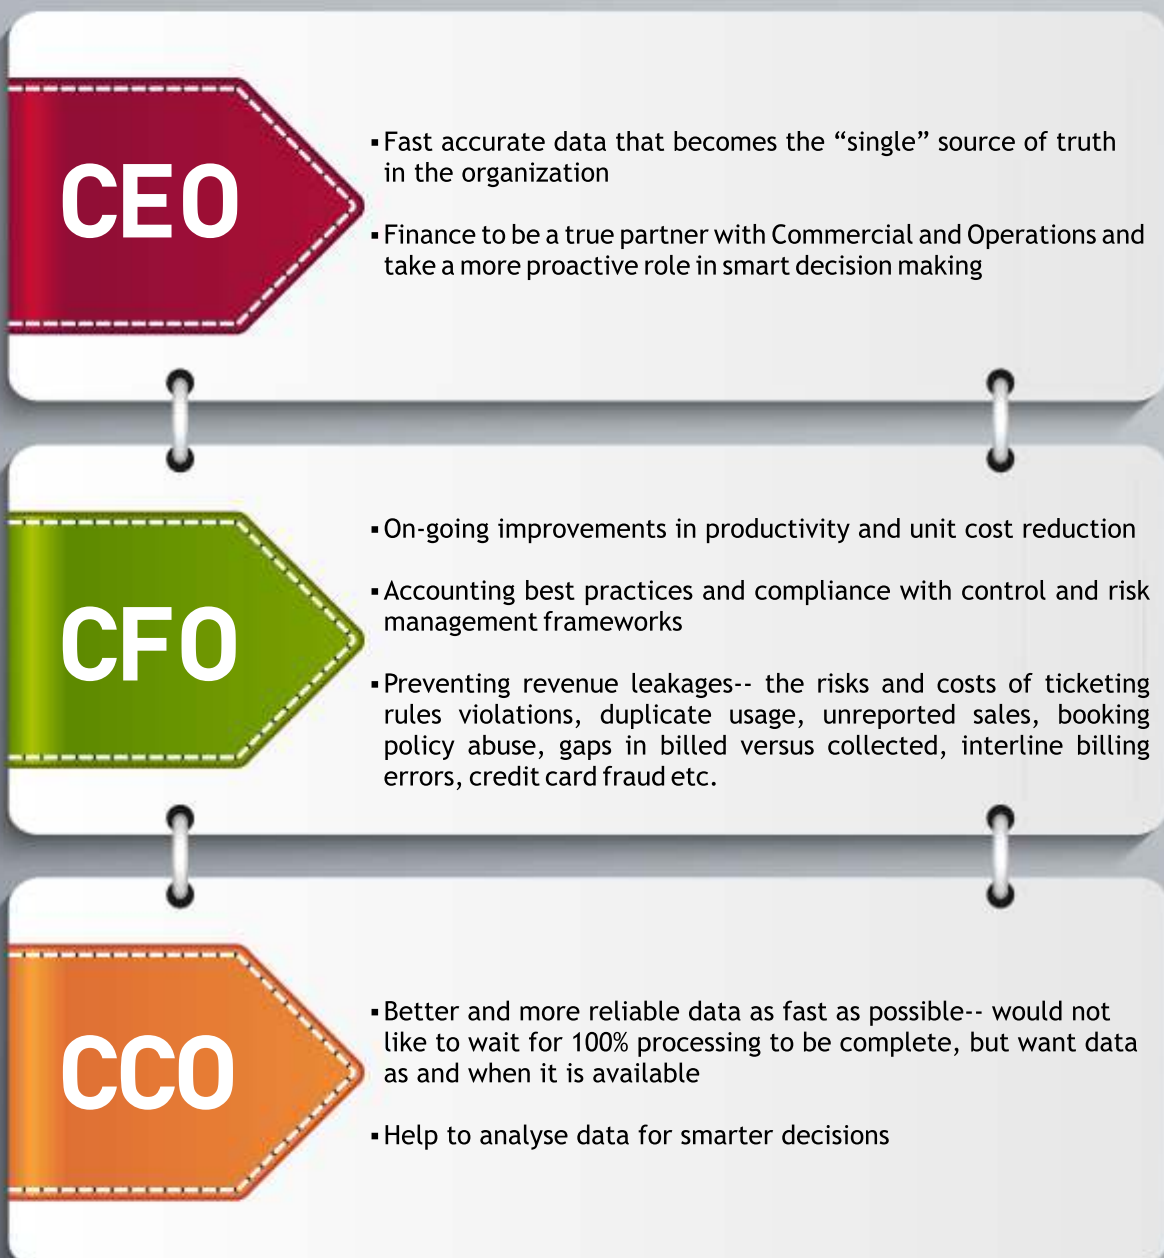 CEO
▪ Fast accurate data that becomes the “single” source of truth
in the organization
▪ Finance to be a true partner with Commercial and Operations and
take a more proactive role in smart decision making
CFO
▪ On-going improvements in productivity and unit cost reduction
▪ Accounting best practices and compliance with control and risk
management frameworks
▪ Preventing revenue leakages-- the risks and costs of ticketing
rules violations, duplicate usage, unreported sales, booking
policy abuse, gaps in billed versus collected, interline billing
errors, credit card fraud etc.
CCO
▪ Better and more reliable data as fast as possible-- would not
like to wait for 100% processing to be complete, but want data
as and when it is available
▪ Help to analyse data for smarter decisions